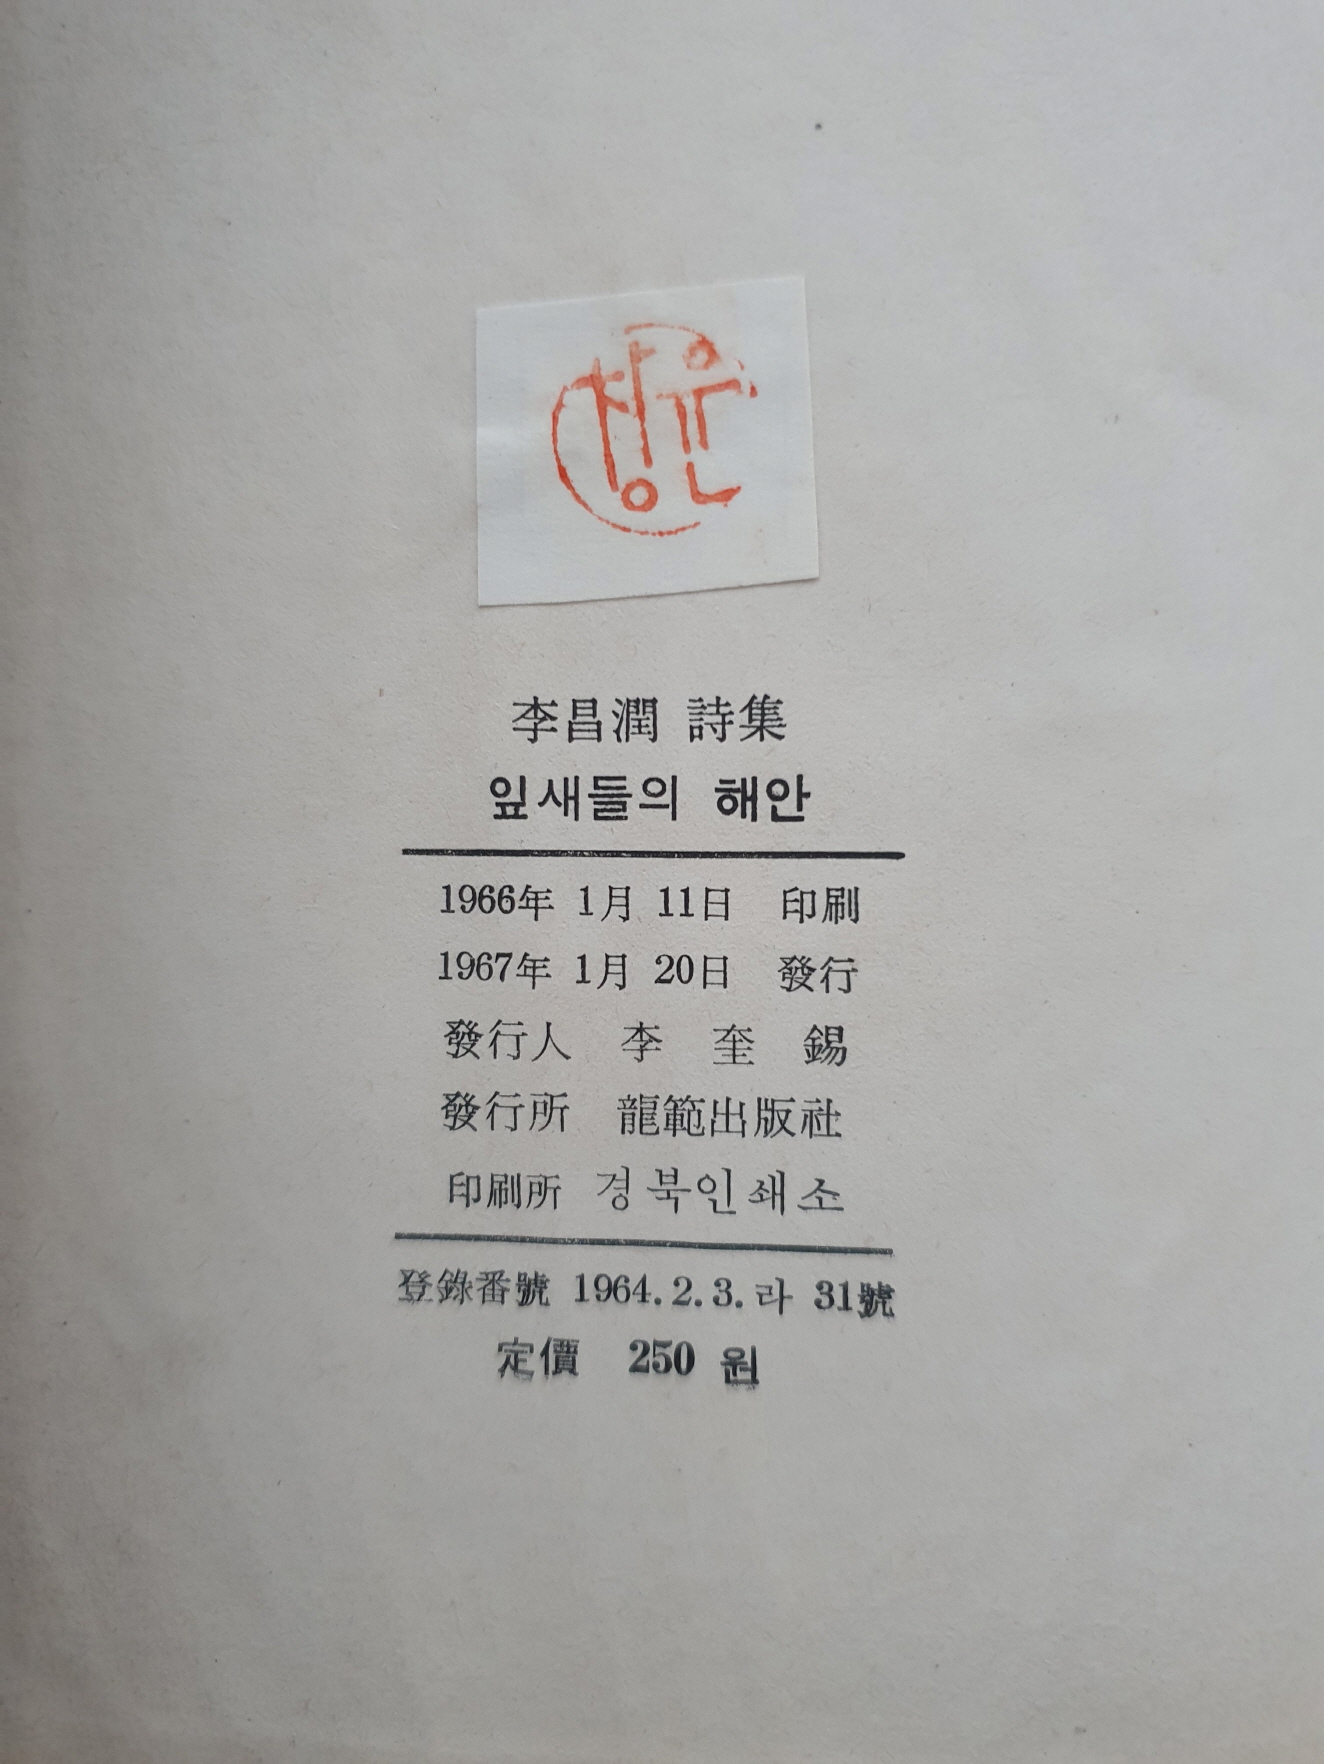 창윤
李昌潤 詩集
잎새들의 해안
1966年 1月 11日 印刷
1967年 1月 20日 發行
發行人 李 奎 錫
發行所 龍範出版社
印刷所 경북인쇄소
登錄番號 1964.2.3.라 31號
定價 250 원